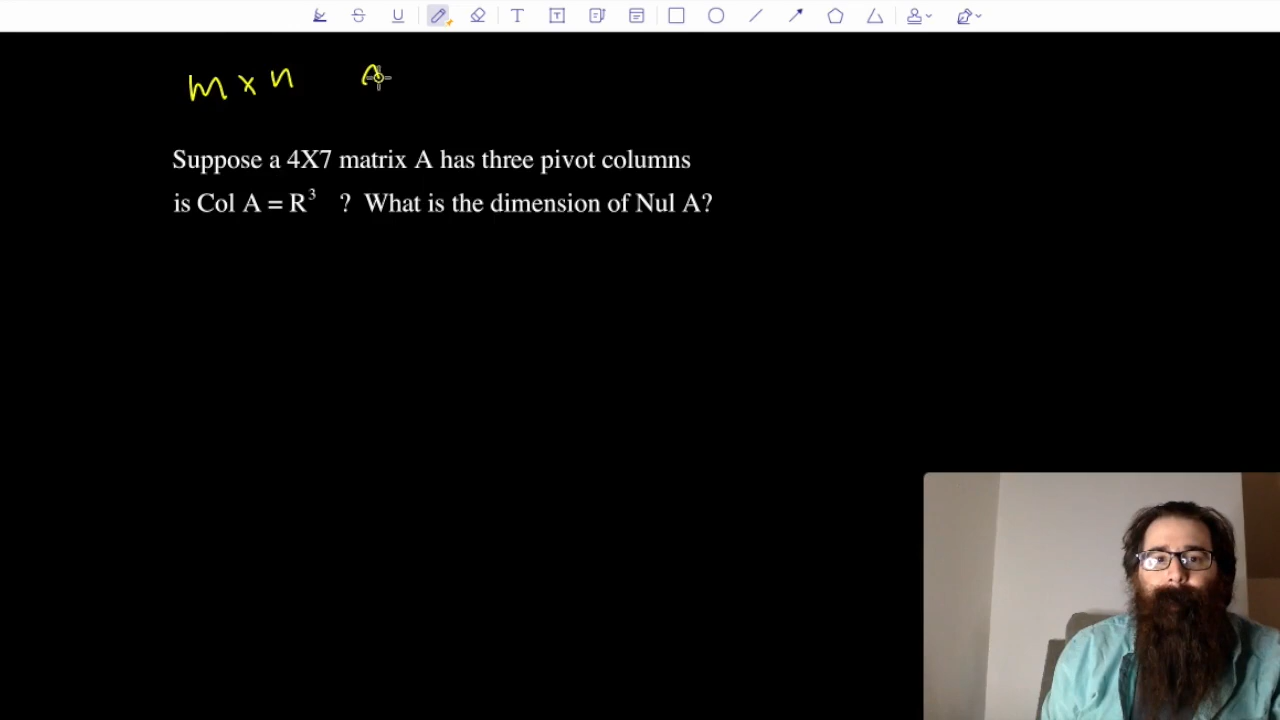 m x n
Suppose a 4X7 matrix A has three pivot columns
is Col A = R³ ? What is the dimension of Nul A?